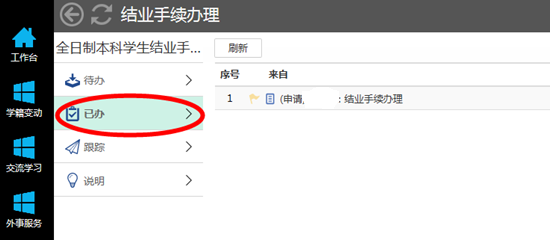 结业手续办理
工作台
学籍变动
交流学习
外事服务
全日制本科学生结业手...
待办
已办
跟踪
说明
刷新
序号 来自
1 (申请, : 结业手续办理